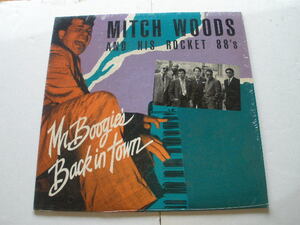 MITCH WOODS
AND HIS ROCKET 88's
Mr. Boogie's
Back in Town